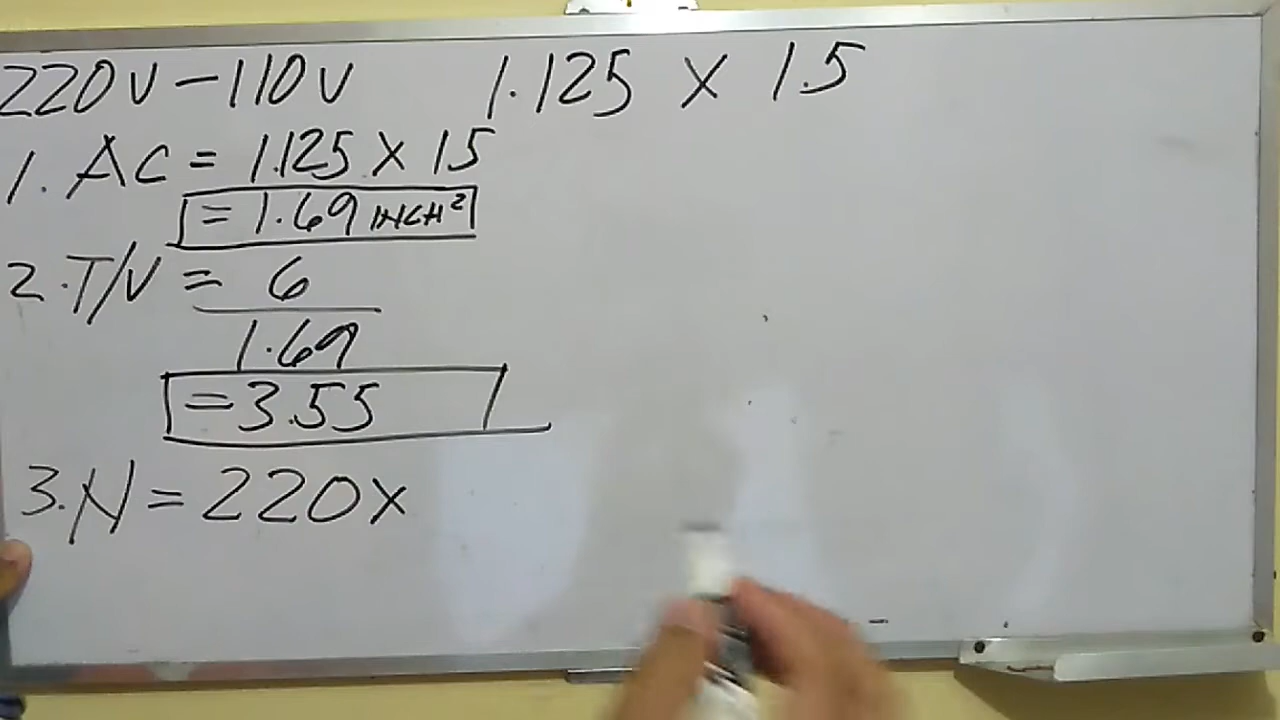 220V-110V 1.125 X 1.5
1. AC = 1.125 X 15
= 1.69 INCH²
2. T/V = 6
1.69
= 3.55
3. N = 220x